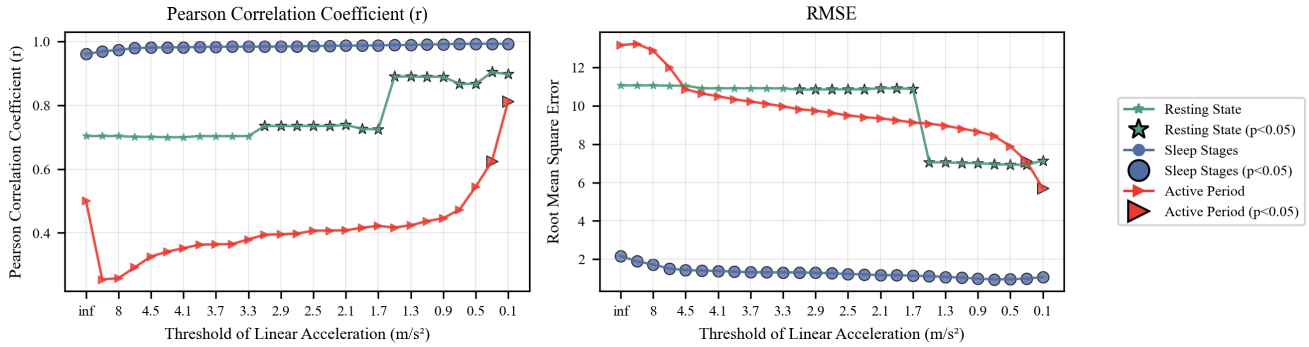 Pearson Correlation Coefficient (r)
Pearson Correlation Coefficient (r)
1.0
0.8
0.6
0.4
inf 8 4.5 4.1 3.7 3.3 2.9 2.5 2.1 1.7 1.3 0.9 0.5 0.1
Threshold of Linear Acceleration (m/s²)
RMSE
Root Mean Square Error
12
10
8
6
4
2
inf 8 4.5 4.1 3.7 3.3 2.9 2.5 2.1 1.7 1.3 0.9 0.5 0.1
Threshold of Linear Acceleration (m/s²)
Resting State
Resting State (p<0.05)
Sleep Stages
Sleep Stages (p<0.05)
Active Period
Active Period (p<0.05)